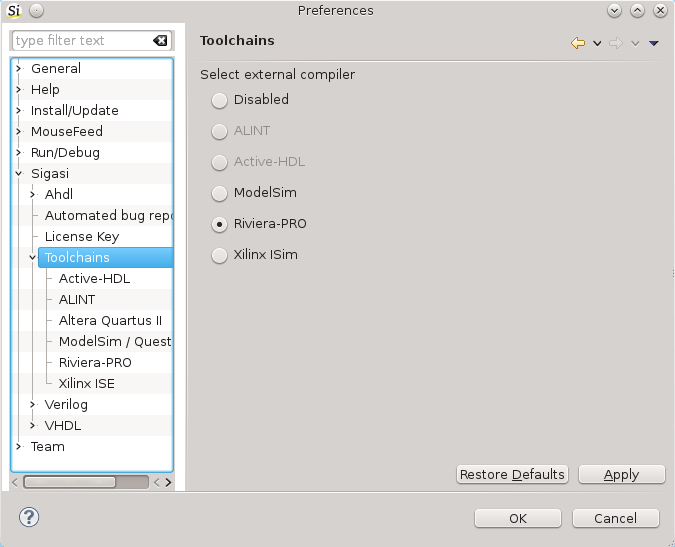 Si
Preferences
type filter text
General
Help
Install/Update
MouseFeed
Run/Debug
Sigasi
Ahdl
Automated bug repo
License Key
Toolchains
Active-HDL
ALINT
Altera Quartus II
ModelSim / Quest
Riviera-PRO
Xilinx ISE
Verilog
VHDL
Team
Toolchains
Select external compiler
Disabled
ALINT
Active-HDL
ModelSim
Riviera-PRO
Xilinx ISim
Restore Defaults
Apply
?
OK
Cancel